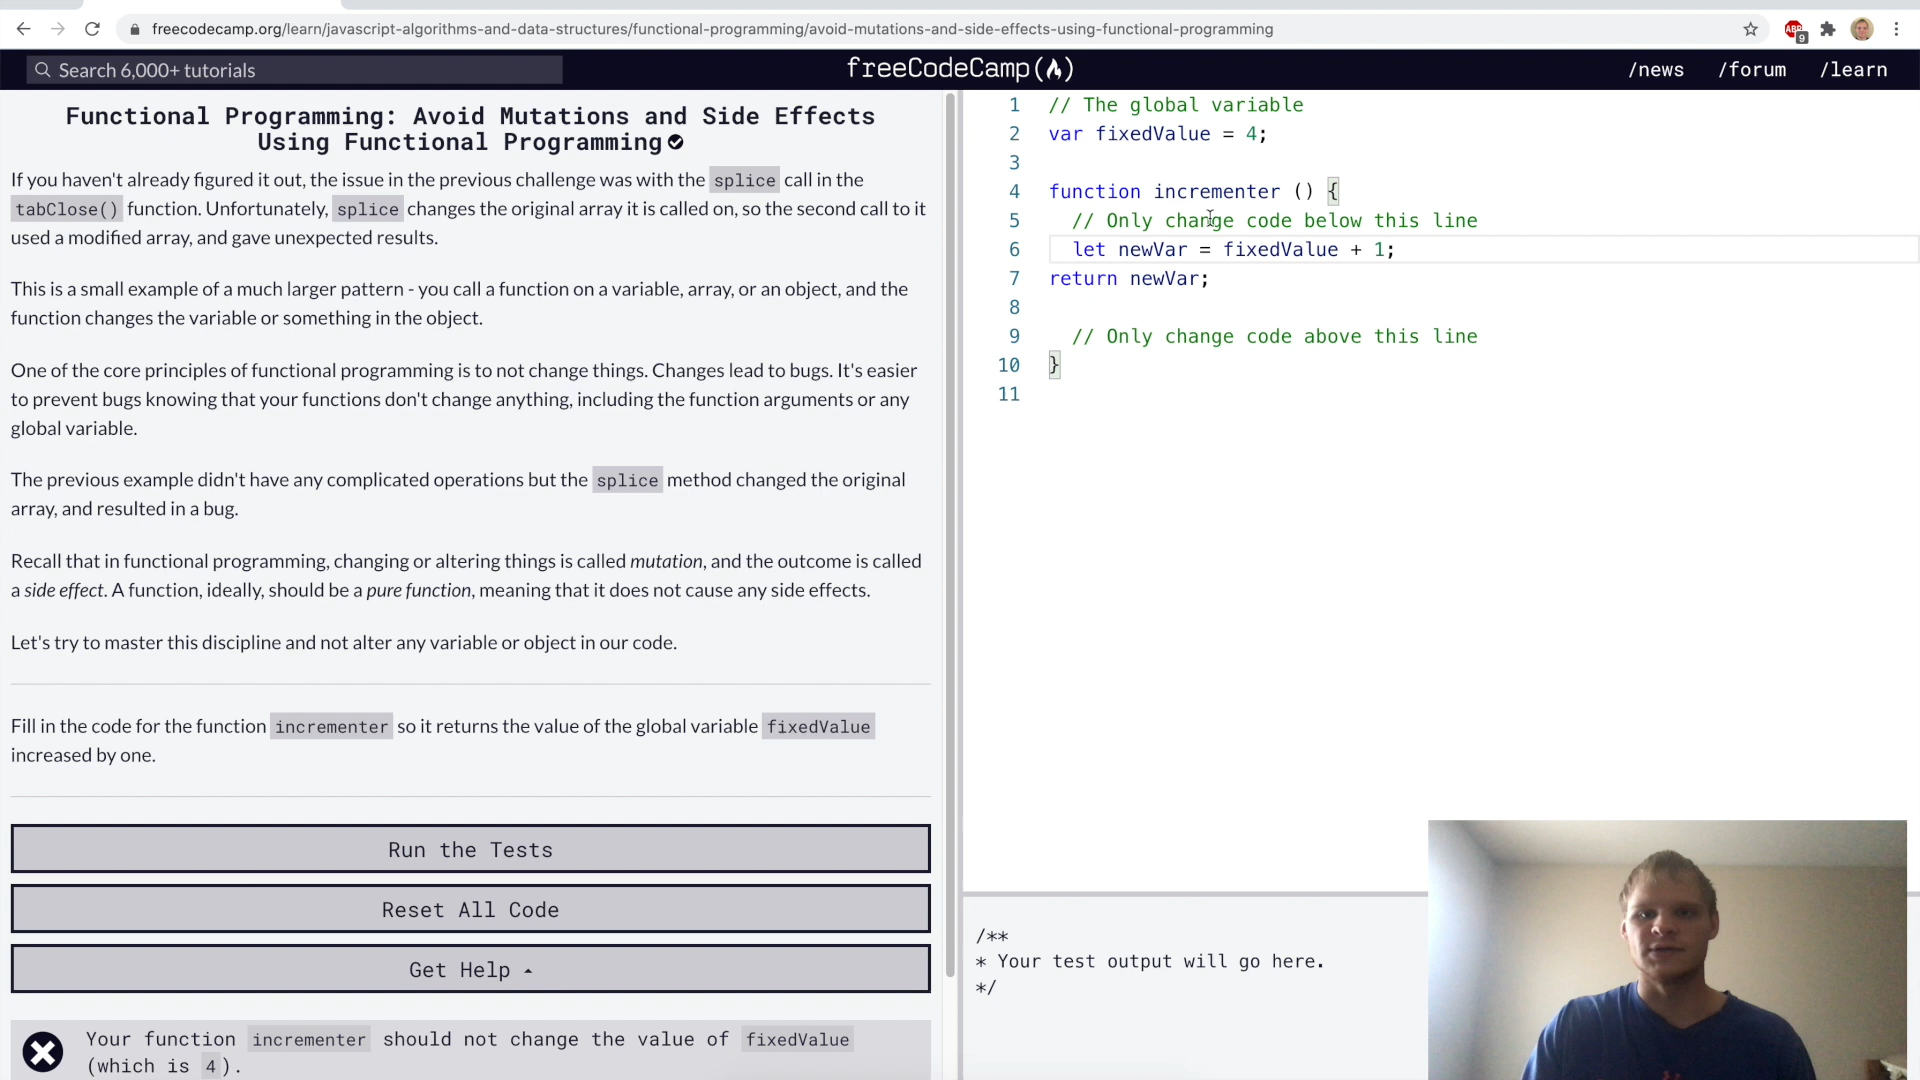 freecodecamp.org/learn/javascript-algorithms-and-data-structures/functional-programming/avoid-mutations-and-side-effects-using-functional-programming
ABP
9
Search 6,000+ tutorials
freeCodeCamp(🔥)
/news
/forum
/learn
Functional Programming: Avoid Mutations and Side Effects
Using Functional Programming
If you haven't already figured it out, the issue in the previous challenge was with the splice call in the
tabClose() function. Unfortunately, splice changes the original array it is called on, so the second call to it
used a modified array, and gave unexpected results.
This is a small example of a much larger pattern - you call a function on a variable, array, or an object, and the
function changes the variable or something in the object.
One of the core principles of functional programming is to not change things. Changes lead to bugs. It's easier
to prevent bugs knowing that your functions don't change anything, including the function arguments or any
global variable.
The previous example didn't have any complicated operations but the splice method changed the original
array, and resulted in a bug.
Recall that in functional programming, changing or altering things is called mutation, and the outcome is called
a side effect. A function, ideally, should be a pure function, meaning that it does not cause any side effects.
Let's try to master this discipline and not alter any variable or object in our code.
Fill in the code for the function incrementer so it returns the value of the global variable fixedValue
increased by one.
Run the Tests
Reset All Code
Get Help
Your function incrementer should not change the value of fixedValue
(which is 4).
1 // The global variable
2 var fixedValue = 4;
3
4 function incrementer () {
5 // Only change code below this line
6 let newVar = fixedValue + 1;
7 return newVar;
8
9 // Only change code above this line
10 }
11
/**
* Your test output will go here.
*/